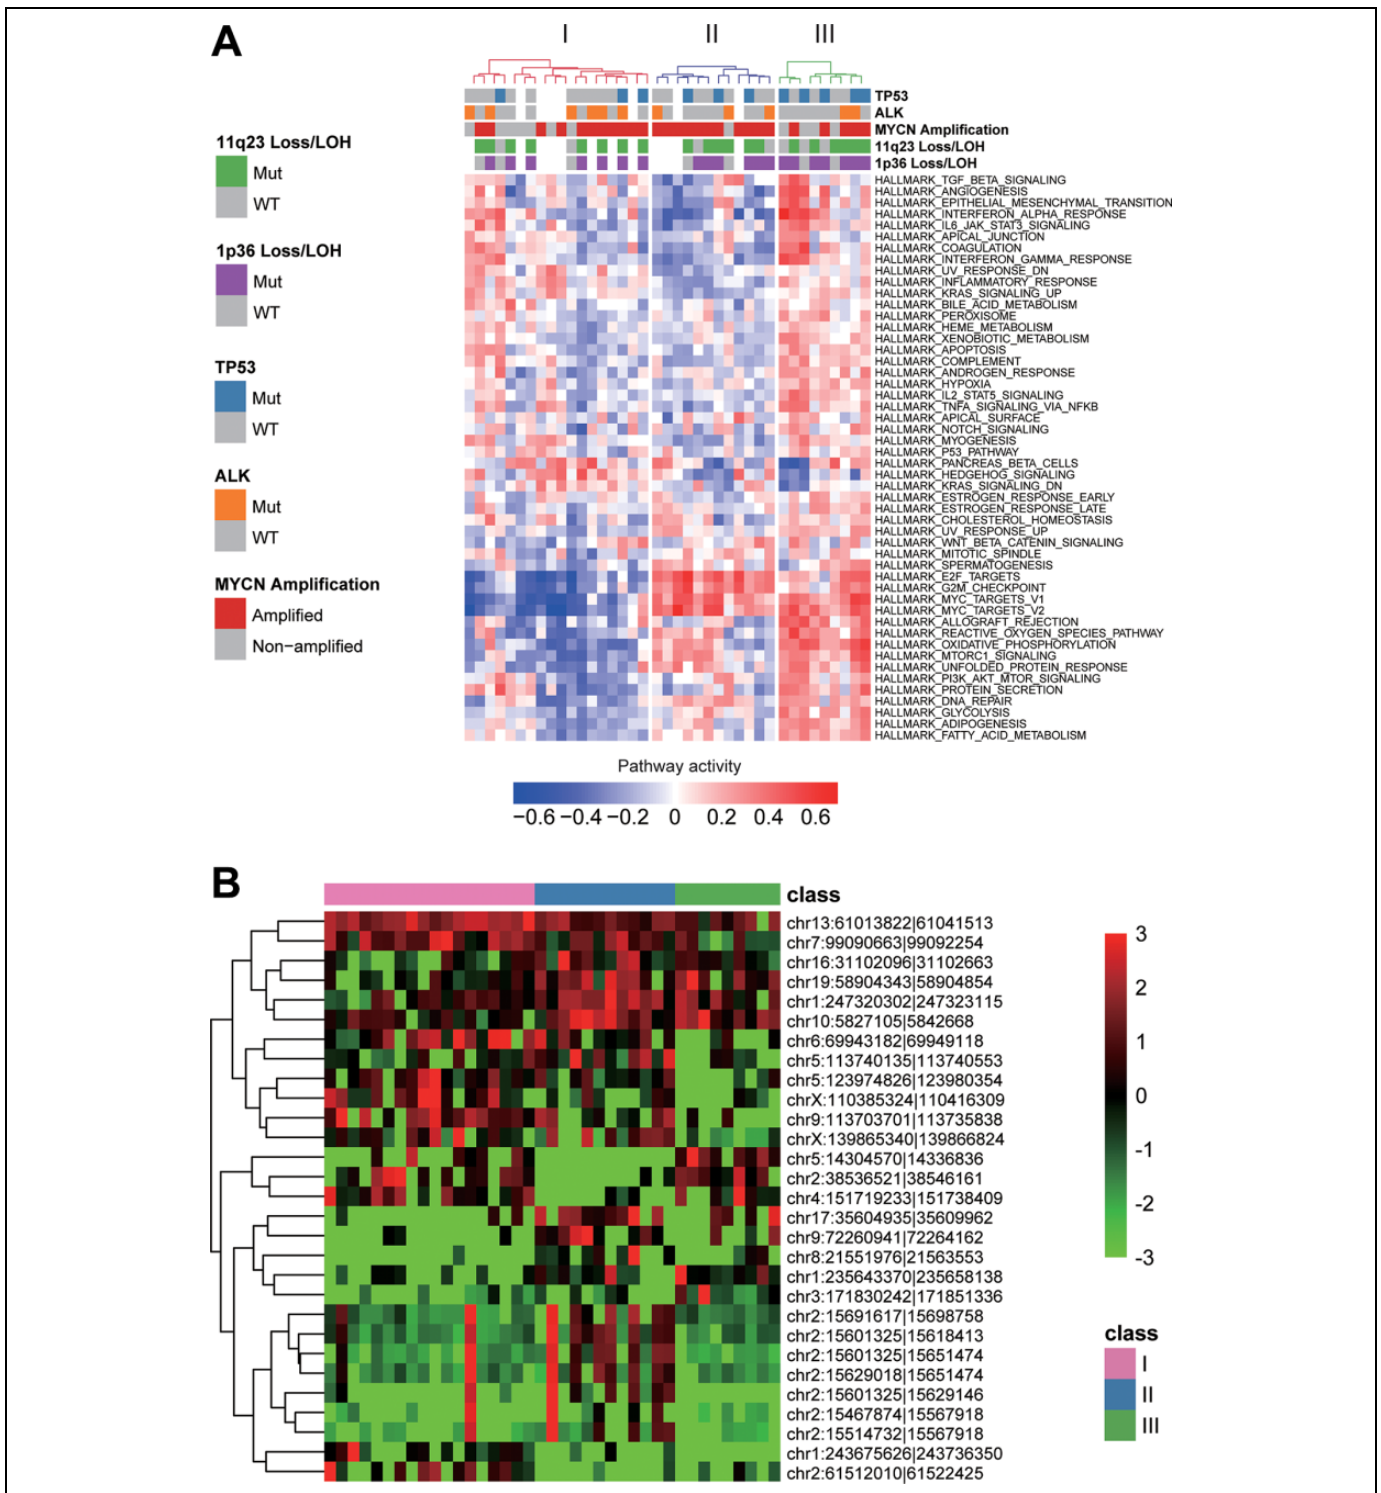 A
I II III
TP53
ALK
MYCN Amplification
11q23 Loss/LOH
1p36 Loss/LOH
11q23 Loss/LOH
Mut
WT
1p36 Loss/LOH
Mut
WT
TP53
Mut
WT
ALK
Mut
WT
MYCN Amplification
Amplified
Non−amplified
HALLMARK_TGF_BETA_SIGNALING
HALLMARK_ANGIOGENESIS
HALLMARK_EPITHELIAL_MESENCHYMAL_TRANSITION
HALLMARK_INTERFERON_ALPHA_RESPONSE
HALLMARK_IL6_JAK_STAT3_SIGNALING
HALLMARK_APICAL_JUNCTION
HALLMARK_COAGULATION
HALLMARK_INTERFERON_GAMMA_RESPONSE
HALLMARK_UV_RESPONSE_DN
HALLMARK_INFLAMMATORY_RESPONSE
HALLMARK_KRAS_SIGNALING_UP
HALLMARK_BILE_ACID_METABOLISM
HALLMARK_PEROXISOME
HALLMARK_HEME_METABOLISM
HALLMARK_XENOBIOTIC_METABOLISM
HALLMARK_APOPTOSIS
HALLMARK_COMPLEMENT
HALLMARK_ANDROGEN_RESPONSE
HALLMARK_HYPOXIA
HALLMARK_IL2_STAT5_SIGNALING
HALLMARK_TNFA_SIGNALING_VIA_NFKB
HALLMARK_APICAL_SURFACE
HALLMARK_NOTCH_SIGNALING
HALLMARK_MYOGENESIS
HALLMARK_P53_PATHWAY
HALLMARK_PANCREAS_BETA_CELLS
HALLMARK_HEDGEHOG_SIGNALING
HALLMARK_KRAS_SIGNALING_DN
HALLMARK_ESTROGEN_RESPONSE_EARLY
HALLMARK_ESTROGEN_RESPONSE_LATE
HALLMARK_CHOLESTEROL_HOMEOSTASIS
HALLMARK_UV_RESPONSE_UP
HALLMARK_WNT_BETA_CATENIN_SIGNALING
HALLMARK_MITOTIC_SPINDLE
HALLMARK_SPERMATOGENESIS
HALLMARK_E2F_TARGETS
HALLMARK_G2M_CHECKPOINT
HALLMARK_MYC_TARGETS_V1
HALLMARK_MYC_TARGETS_V2
HALLMARK_ALLOGRAFT_REJECTION
HALLMARK_REACTIVE_OXYGEN_SPECIES_PATHWAY
HALLMARK_OXIDATIVE_PHOSPHORYLATION
HALLMARK_MTORC1_SIGNALING
HALLMARK_UNFOLDED_PROTEIN_RESPONSE
HALLMARK_PI3K_AKT_MTOR_SIGNALING
HALLMARK_PROTEIN_SECRETION
HALLMARK_DNA_REPAIR
HALLMARK_GLYCOLYSIS
HALLMARK_ADIPOGENESIS
HALLMARK_FATTY_ACID_METABOLISM
Pathway activity
−0.6 −0.4 −0.2 0 0.2 0.4 0.6
B
class
chr13:61013822|61041513
chr7:99090663|99092254
chr16:31102096|31102663
chr19:58904343|58904854
chr1:247320302|247323115
chr10:5827105|5842668
chr6:69943182|69949118
chr5:113740135|113740553
chr5:123974826|123980354
chrX:110385324|110416309
chr9:113703701|113735838
chrX:139865340|139866824
chr5:14304570|14336836
chr2:38536521|38546161
chr4:151719233|151738409
chr17:35604935|35609962
chr9:72260941|72264162
chr8:21551976|21563553
chr1:235643370|235658138
chr3:171830242|171851336
chr2:15691617|15698758
chr2:15601325|15618413
chr2:15601325|15651474
chr2:15629018|15651474
chr2:15601325|15629146
chr2:15467874|15567918
chr2:15514732|15567918
chr1:243675626|243736350
chr2:61512010|61522425
3
2
1
0
-1
-2
-3
class
I
II
III